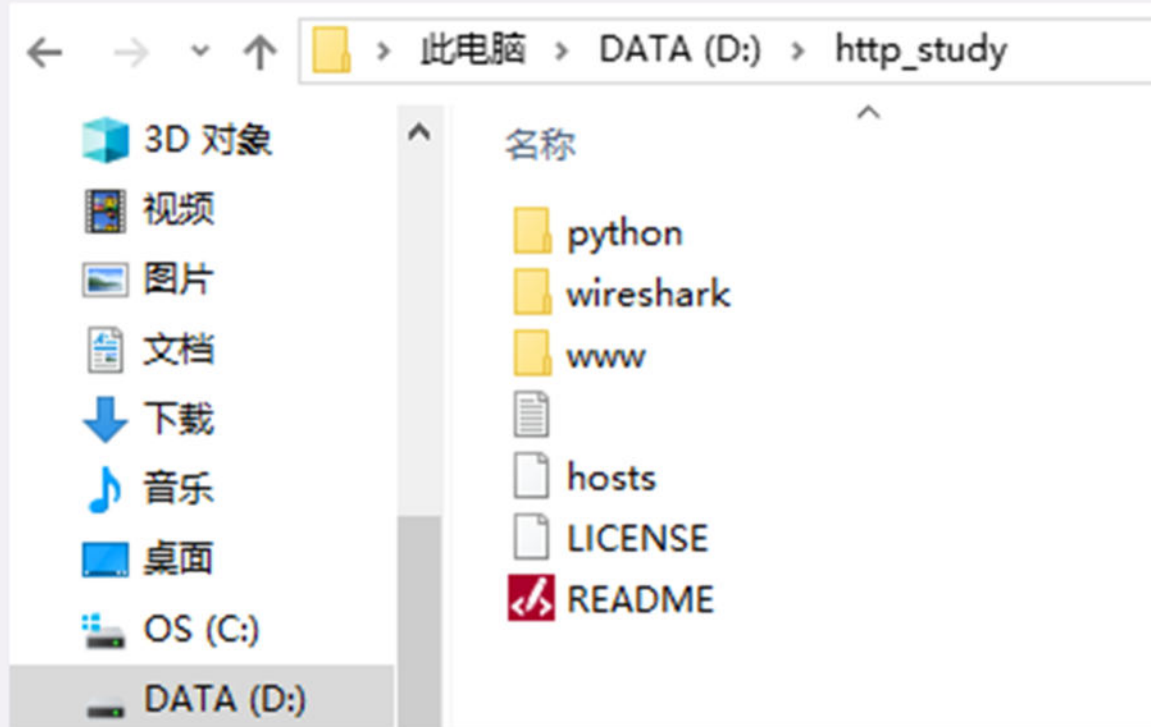 此电脑 > DATA (D:) > http_study
3D 对象
视频
图片
文档
下载
音乐
桌面
OS (C:)
DATA (D:)
名称
python
wireshark
www
hosts
LICENSE
README